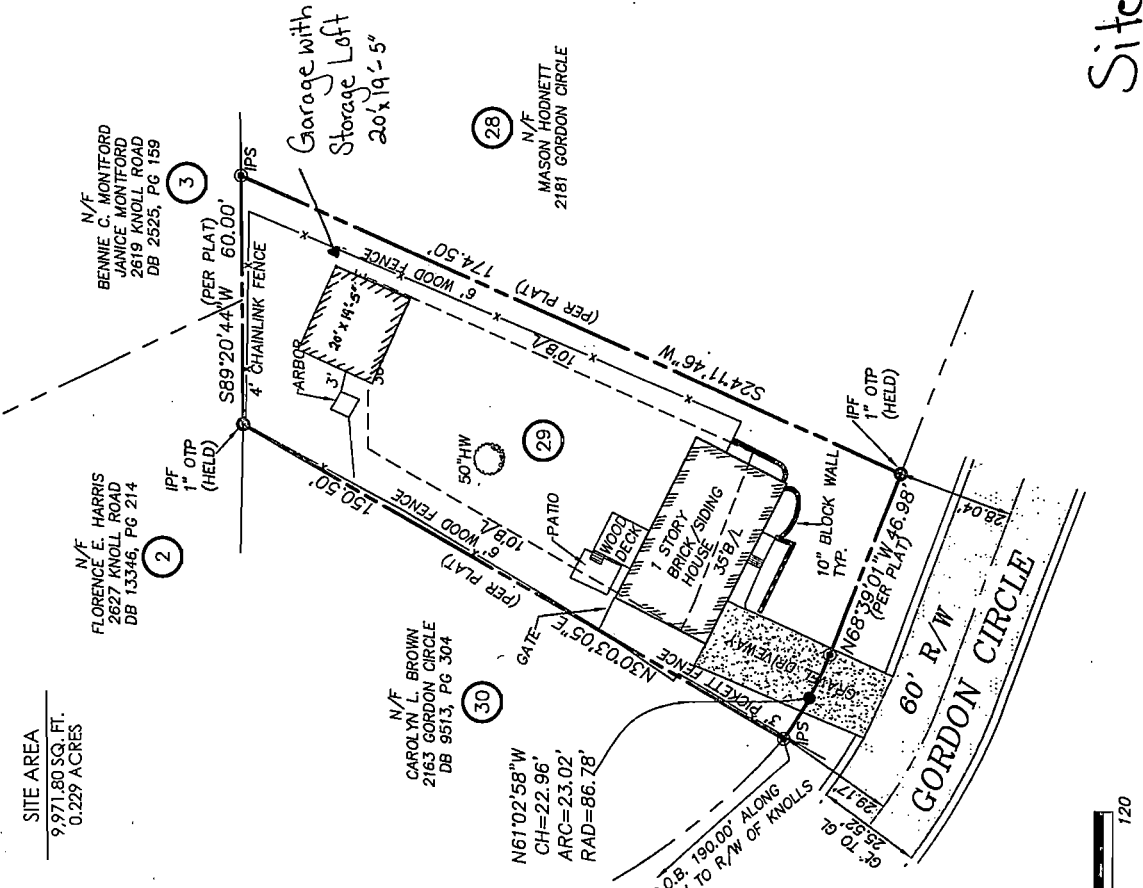 Site
Garage with
Storage Loft
20'x19'-5"
N/F
BENNIE C. MONTFORD
JANICE MONTFORD
2619 KNOLL ROAD
DB 2525, PG 159
3
IPS
S89°20'44"W (PER PLAT) 60.00'
4' CHAINLINK FENCE
28
N/F
MASON HODNETT
2181 GORDON CIRCLE
ARBOR
3'
20' x 19'-5"
6' WOOD FENCE
174.50'
(PER PLAT)
10'B/L
S24°11'46"W
IPF
1" OTP
(HELD)
N/F
FLORENCE E. HARRIS
2627 KNOLL ROAD
DB 13346, PG 214
2
IPF
1" OTP
(HELD)
150.50'
6' WOOD FENCE
10'B/L
(PER PLAT)
N30°03'05"E
50"HW
29
PATIO
WOOD
DECK
1 STORY
BRICK/SIDING
HOUSE
35'B/L
10" BLOCK WALL
TYP.
GATE
3' PICKETT FENCE
GRAVEL DRIVEWAY
N/F
CAROLYN L. BROWN
2163 GORDON CIRCLE
DB 9513, PG 304
30
N68°39'01"W 46.98'
(PER PLAT)
28.04'
IPS
N61°02'58"W
CH=22.96'
ARC=23.02'
RAD=86.78'
O.B. 190.00' ALONG
TO R/W OF KNOLLS
29.17'
25.52'
GL TO GL
60' R/W
GORDON CIRCLE
SITE AREA
9,971.80 SQ. FT.
0.229 ACRES
120